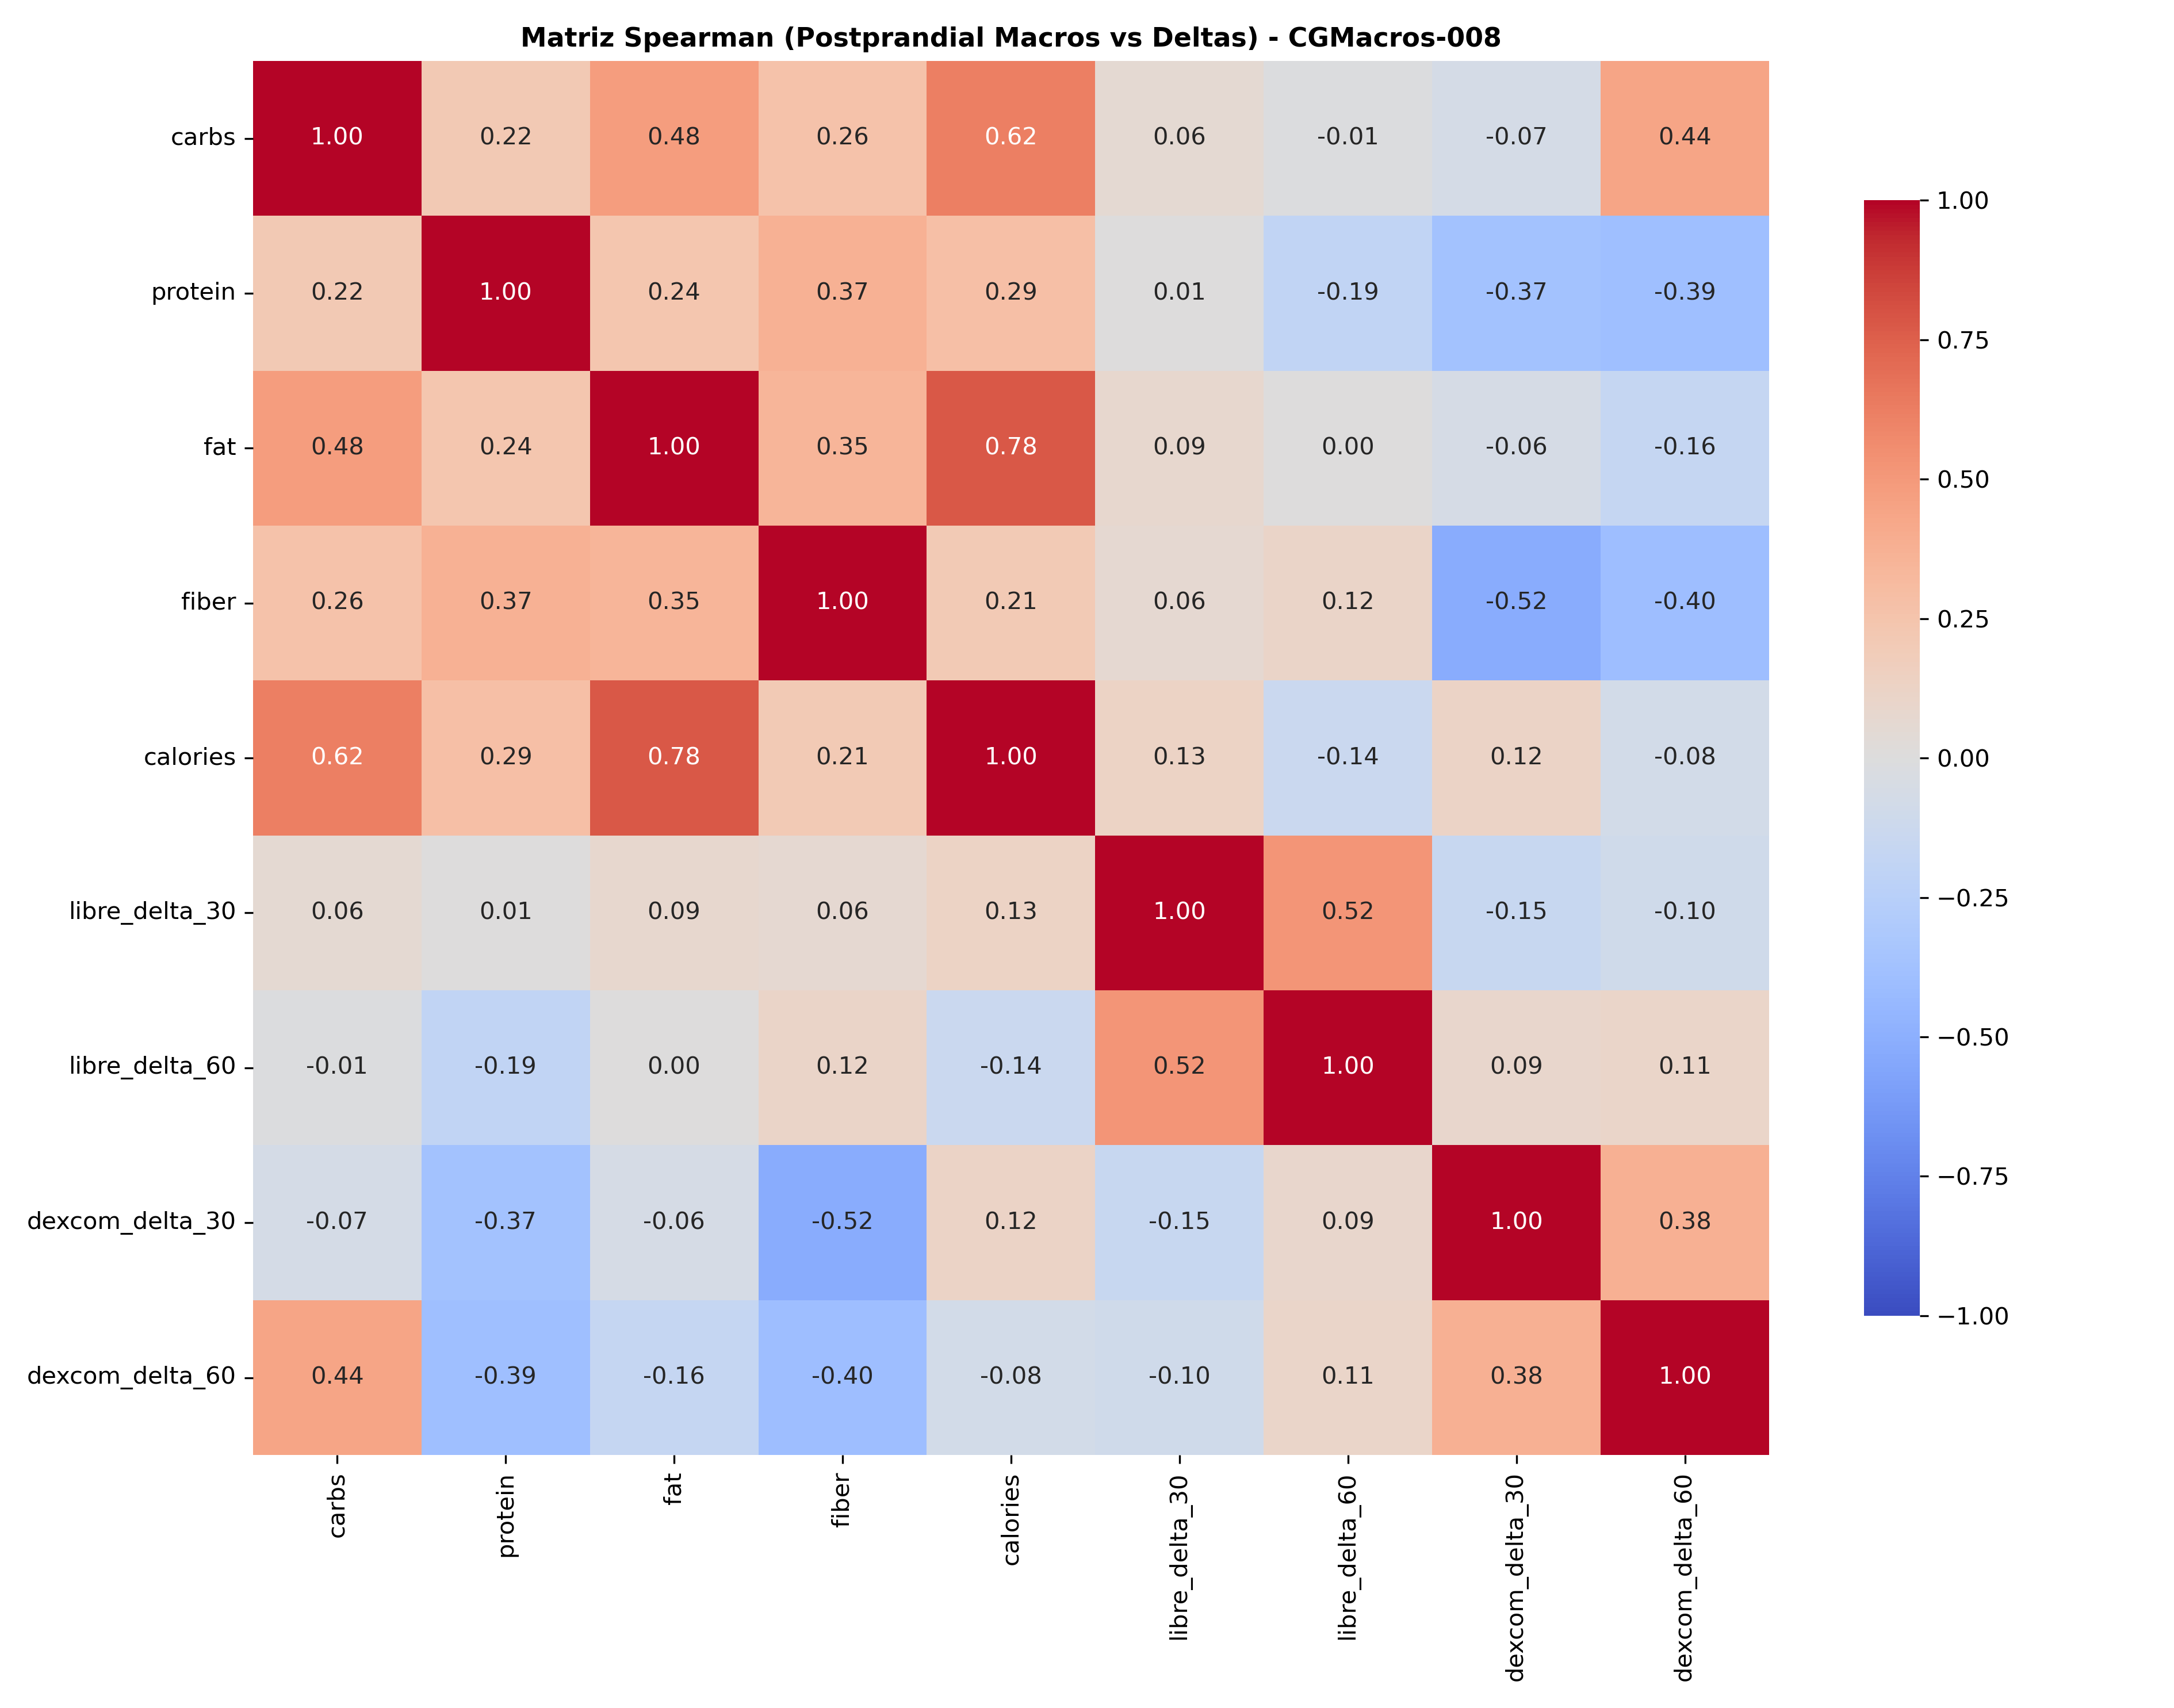 Matriz Spearman (Postprandial Macros vs Deltas) - CGMacros-008
carbs 1.00 0.22 0.48 0.26 0.62 0.06 -0.01 -0.07 0.44
protein 0.22 1.00 0.24 0.37 0.29 0.01 -0.19 -0.37 -0.39
fat 0.48 0.24 1.00 0.35 0.78 0.09 0.00 -0.06 -0.16
fiber 0.26 0.37 0.35 1.00 0.21 0.06 0.12 -0.52 -0.40
calories 0.62 0.29 0.78 0.21 1.00 0.13 -0.14 0.12 -0.08
libre_delta_30 0.06 0.01 0.09 0.06 0.13 1.00 0.52 -0.15 -0.10
libre_delta_60 -0.01 -0.19 0.00 0.12 -0.14 0.52 1.00 0.09 0.11
dexcom_delta_30 -0.07 -0.37 -0.06 -0.52 0.12 -0.15 0.09 1.00 0.38
dexcom_delta_60 0.44 -0.39 -0.16 -0.40 -0.08 -0.10 0.11 0.38 1.00
carbs protein fat fiber calories libre_delta_30 libre_delta_60 dexcom_delta_30 dexcom_delta_60
1.00
0.75
0.50
0.25
0.00
−0.25
−0.50
−0.75
−1.00